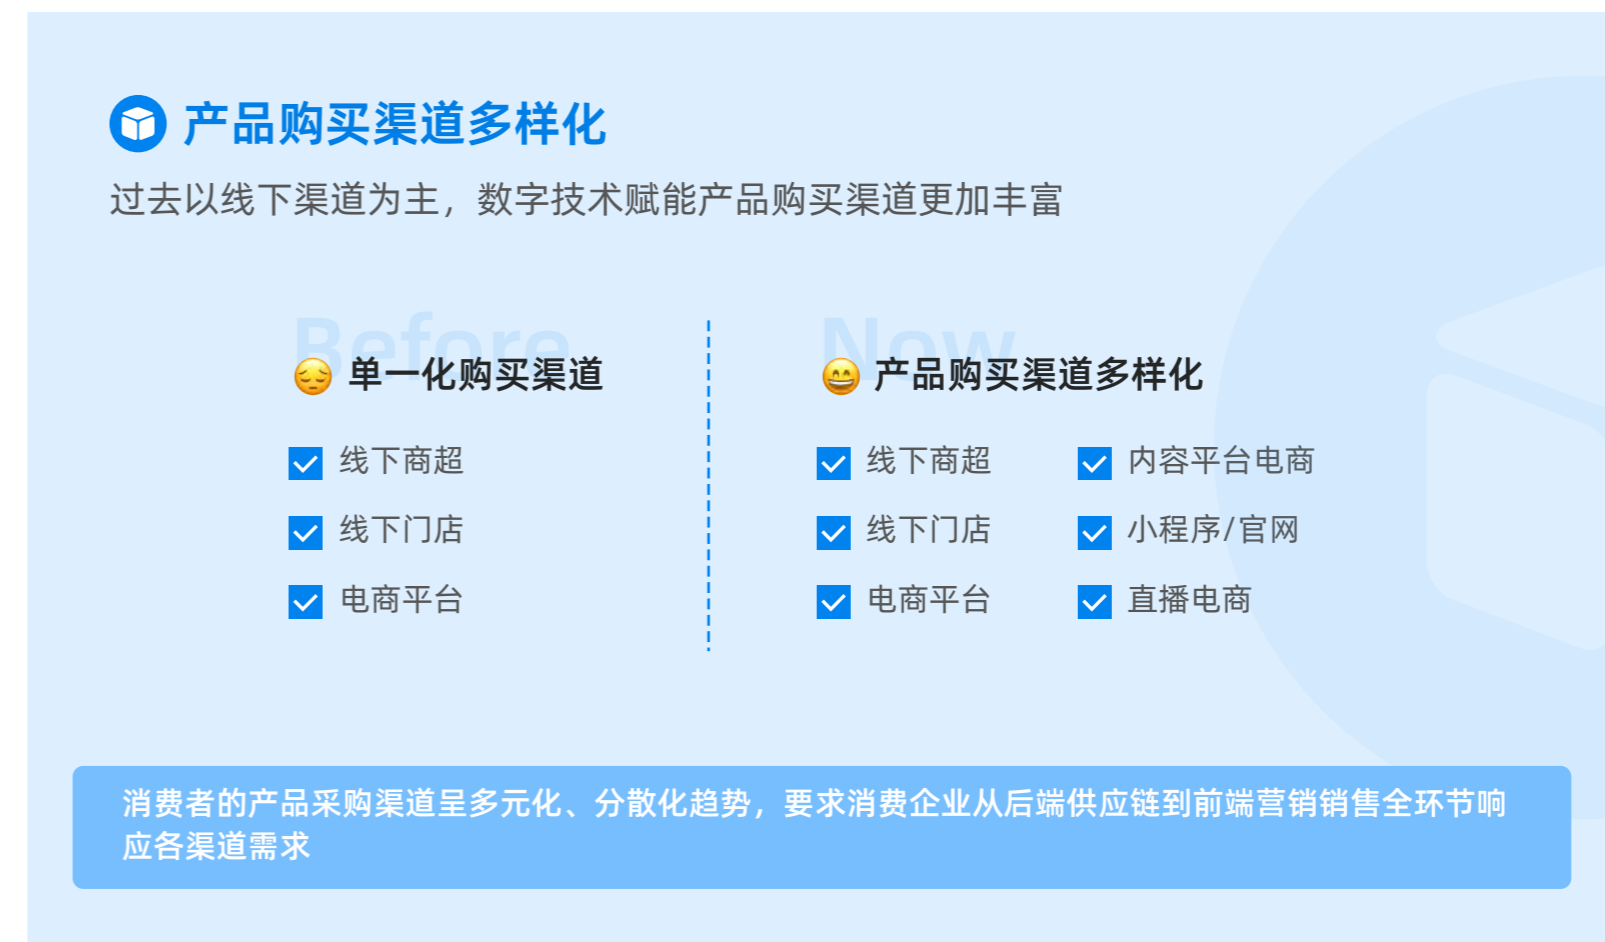 产品购买渠道多样化
过去以线下渠道为主，数字技术赋能产品购买渠道更加丰富
Before
单一化购买渠道
线下商超
线下门店
电商平台
Now
产品购买渠道多样化
线下商超
线下门店
电商平台
内容平台电商
小程序/官网
直播电商
消费者的产品采购渠道呈多元化、分散化趋势，要求消费企业从后端供应链到前端营销销售全环节响
应各渠道需求